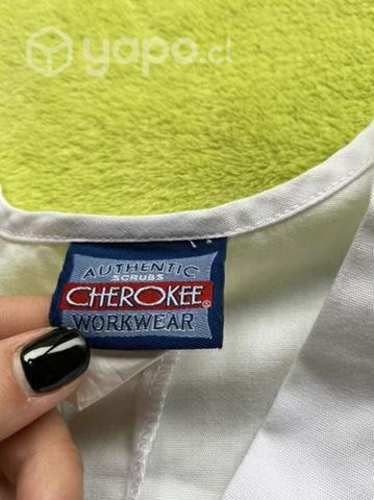 yapo.cl
AUTHENTIC
SCRUBS
CHEROKEE®
WORKWEAR